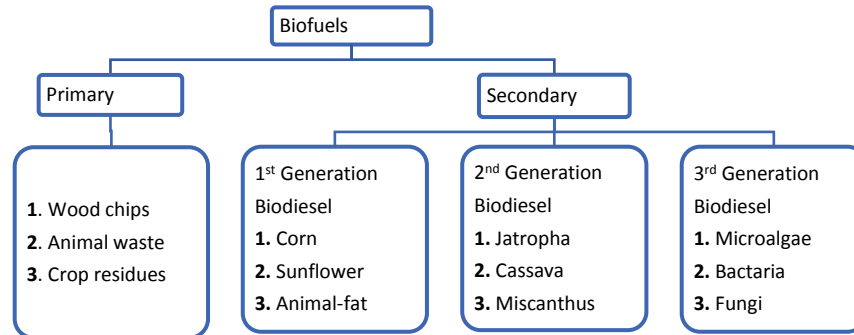 Biofuels
Primary
Secondary
1. Wood chips
2. Animal waste
3. Crop residues
1st Generation
Biodiesel
1. Corn
2. Sunflower
3. Animal-fat
2nd Generation
Biodiesel
1. Jatropha
2. Cassava
3. Miscanthus
3rd Generation
Biodiesel
1. Microalgae
2. Bactaria
3. Fungi